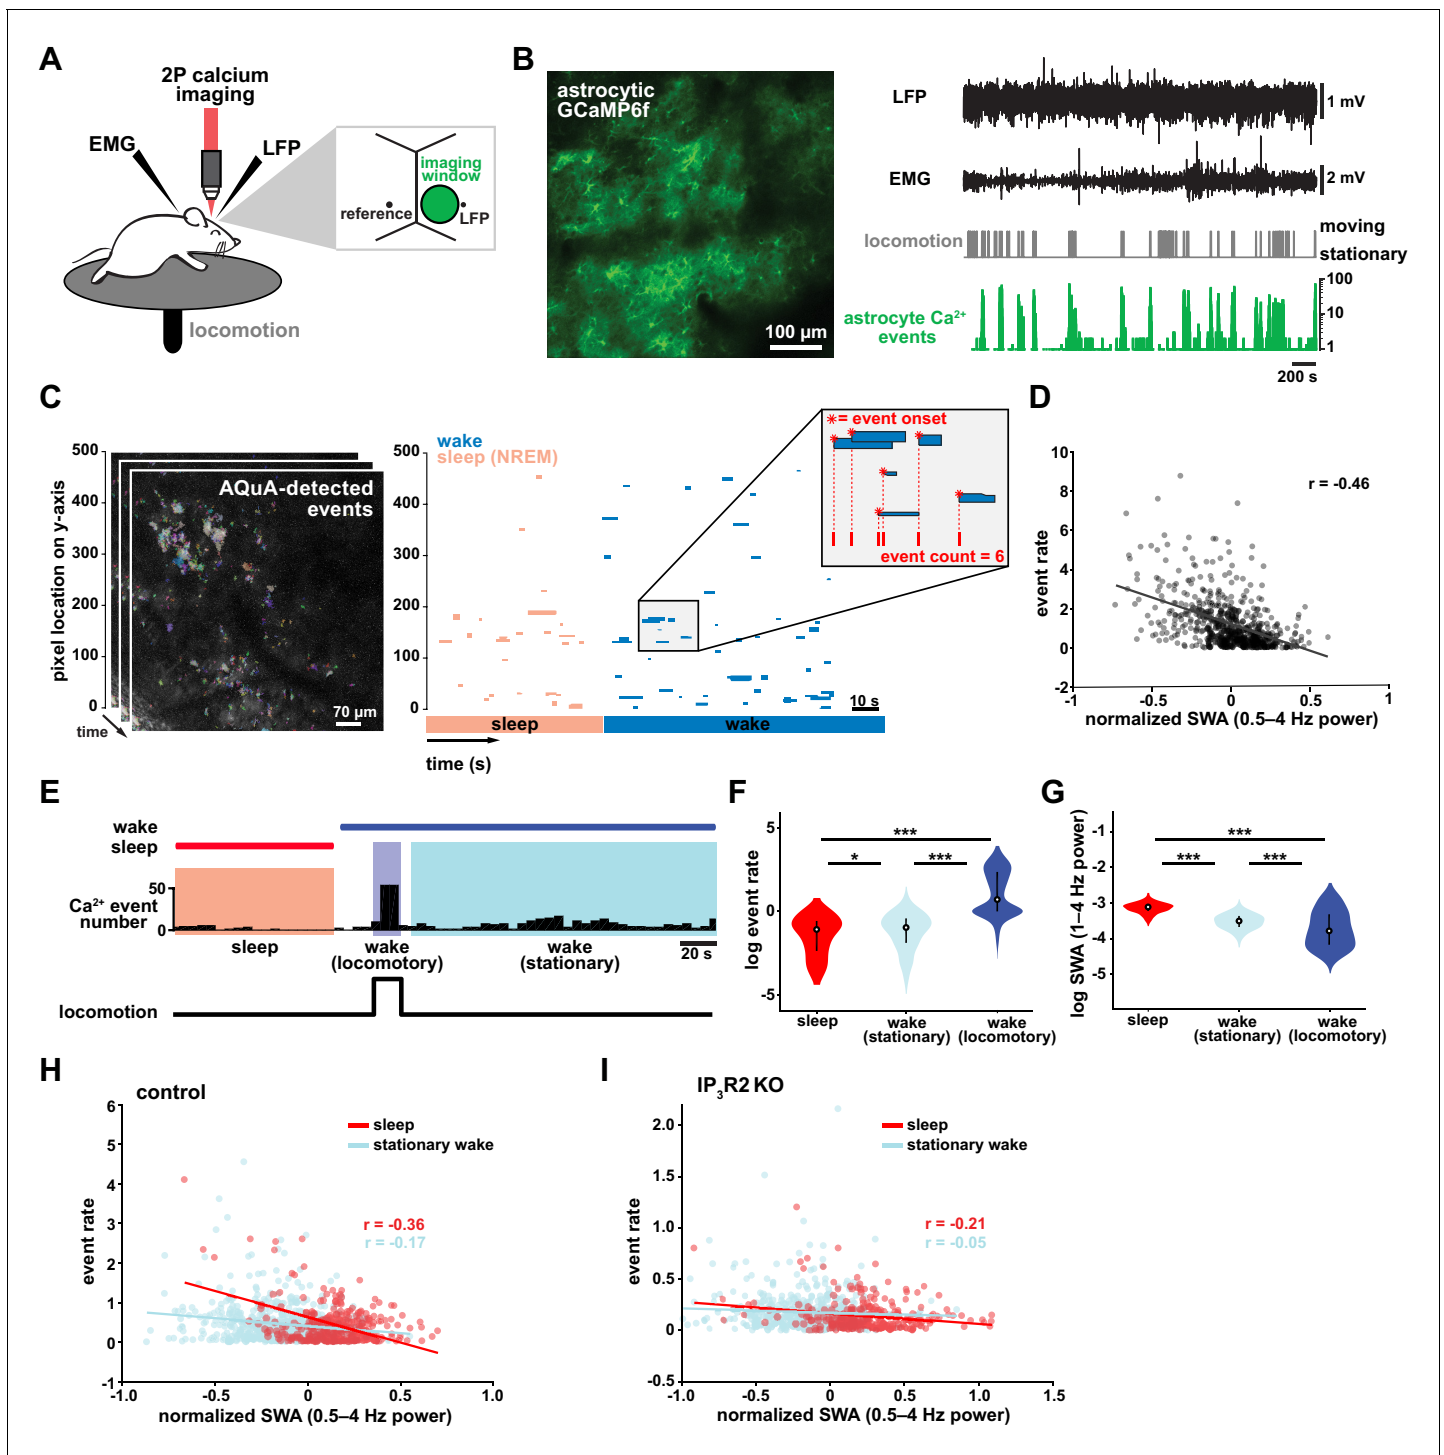 A
2P calcium
imaging
EMG
LFP
imaging
window
reference
LFP
locomotion
B
astrocytic
GCaMP6f
100 µm
LFP
1 mV
EMG
2 mV
locomotion
moving
stationary
astrocyte Ca²⁺
events
100
10
1
200 s
C
pixel location on y-axis
500
400
300
200
100
0
time
AQuA-detected
events
70 µm
wake
sleep (NREM)
500
400
300
200
100
0
*= event onset
event count = 6
10 s
sleep
wake
time (s)
D
event rate
10
8
6
4
2
0
-2
r = -0.46
-1
-0.5
0
0.5
1
normalized SWA (0.5–4 Hz power)
E
wake
sleep
50
Ca²⁺ event
number
0
sleep
wake
(locomotory)
wake
(stationary)
20 s
locomotion
F
log event rate
5
0
-5
***
*
***
sleep
wake
(stationary)
wake
(locomotory)
G
log SWA (1–4 Hz power)
-1
-2
-3
-4
-5
***
***
***
sleep
wake
(stationary)
wake
(locomotory)
H
control
event rate
6
5
4
3
2
1
0
-1
sleep
stationary wake
r = -0.36
r = -0.17
-1.0
-0.5
0
0.5
1.0
normalized SWA (0.5–4 Hz power)
I
IP₃R2 KO
event rate
2.0
1.5
1.0
0.5
0
-0.5
sleep
stationary wake
r = -0.21
r = -0.05
-1.0
-0.5
0
0.5
1.0
1.5
normalized SWA (0.5–4 Hz power)